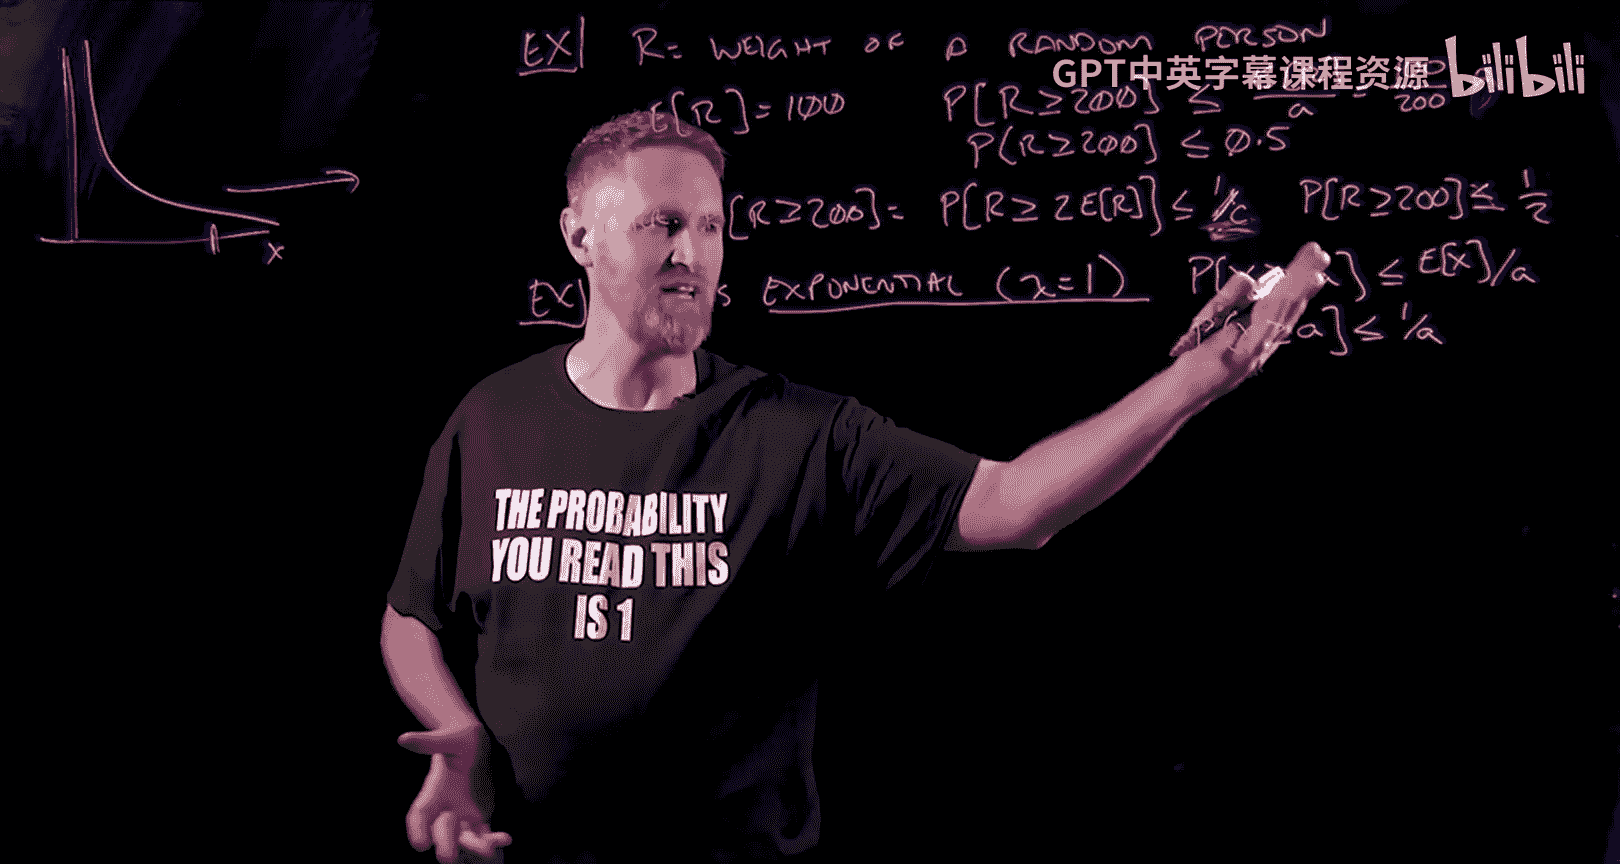 EX| R = WEIGHT OF A RANDOM PERSON
GPT中英字幕课程资源 bilibili
E[R] = 100 P[R ≥ 200] ≤ /a = /200
P[R ≥ 200] ≤ 0.5
[R ≥ 200] = P[R ≥ 2E[R]] ≤ 1/c P[R ≥ 200] ≤ 1/2
EX| S EXPONENTIAL (λ=1) P[X a] ≤ E[X]/a
≥ a] ≤ 1/a
x
THE PROBABILITY
YOU READ THIS
IS 1